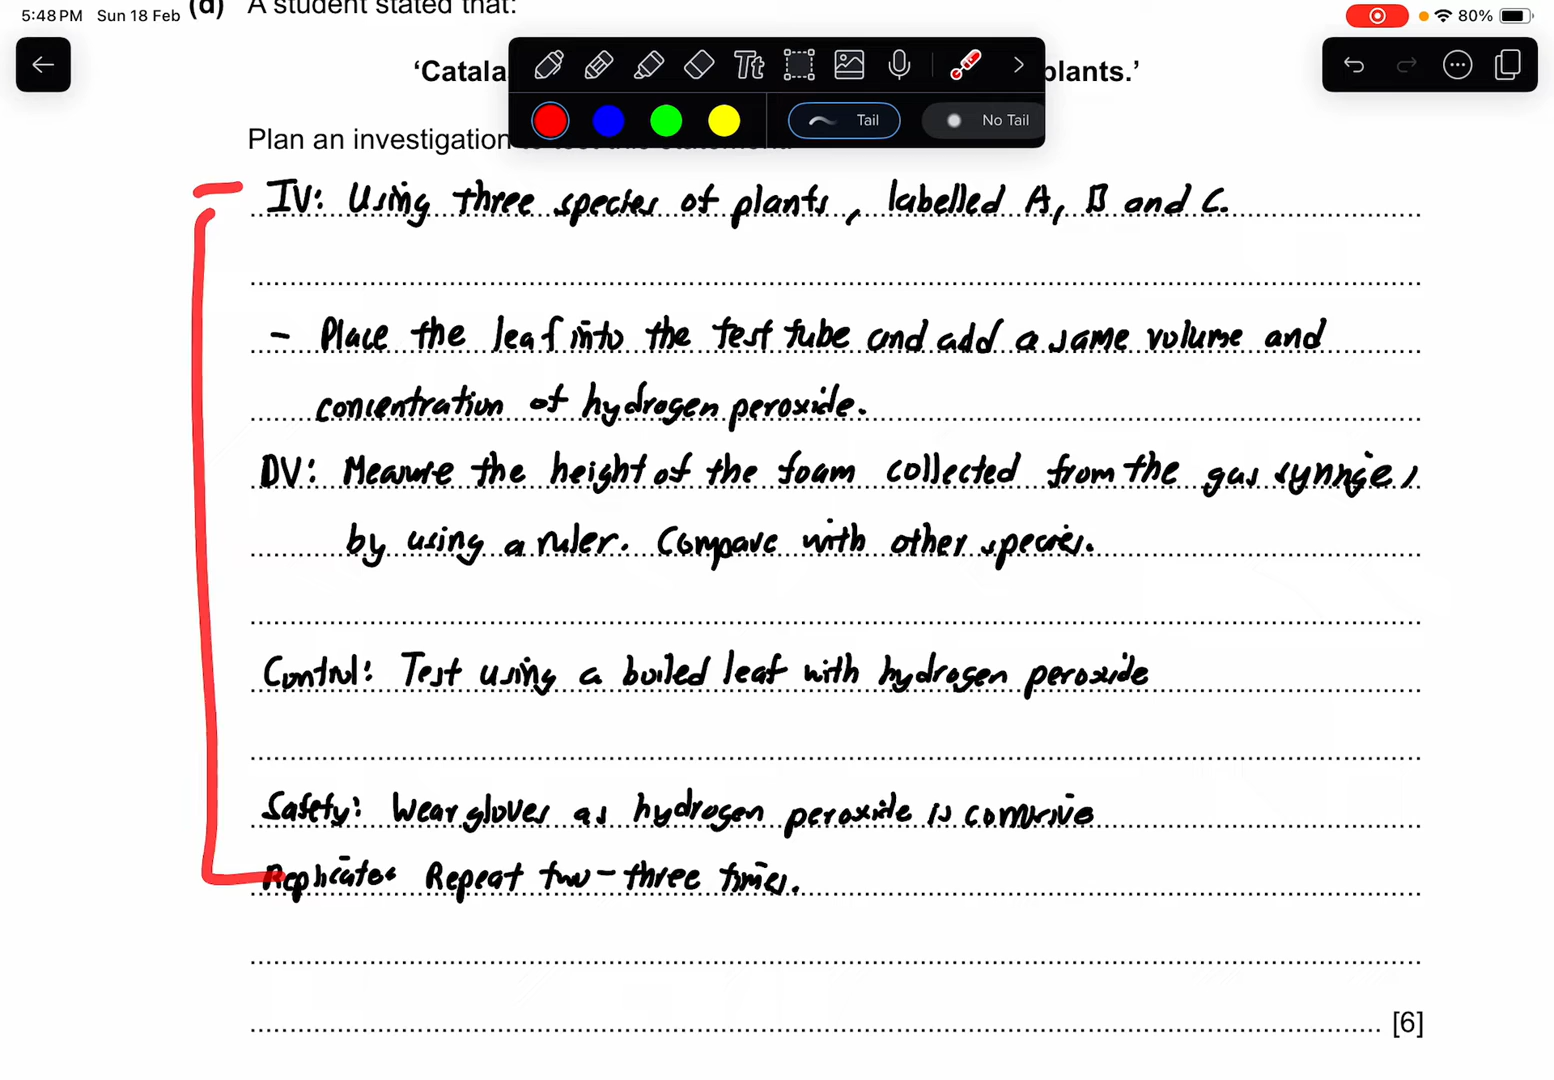 5:48 PM Sun 18 Feb
80%
(d) A student stated that:
'Catala plants.'
Tt
Tail
No Tail
Plan an investigation
IV: Using three species of plants, labelled A, B and C.
- Place the leaf into the test tube and add a same volume and
concentration of hydrogen peroxide.
DV: Measure the height of the foam collected from the gas syringe,
by using a ruler. Compare with other species.
Control: Test using a boiled leaf with hydrogen peroxide
Safety: Wear gloves as hydrogen peroxide is corrosive
Replicates Repeat two-three times.
[6]